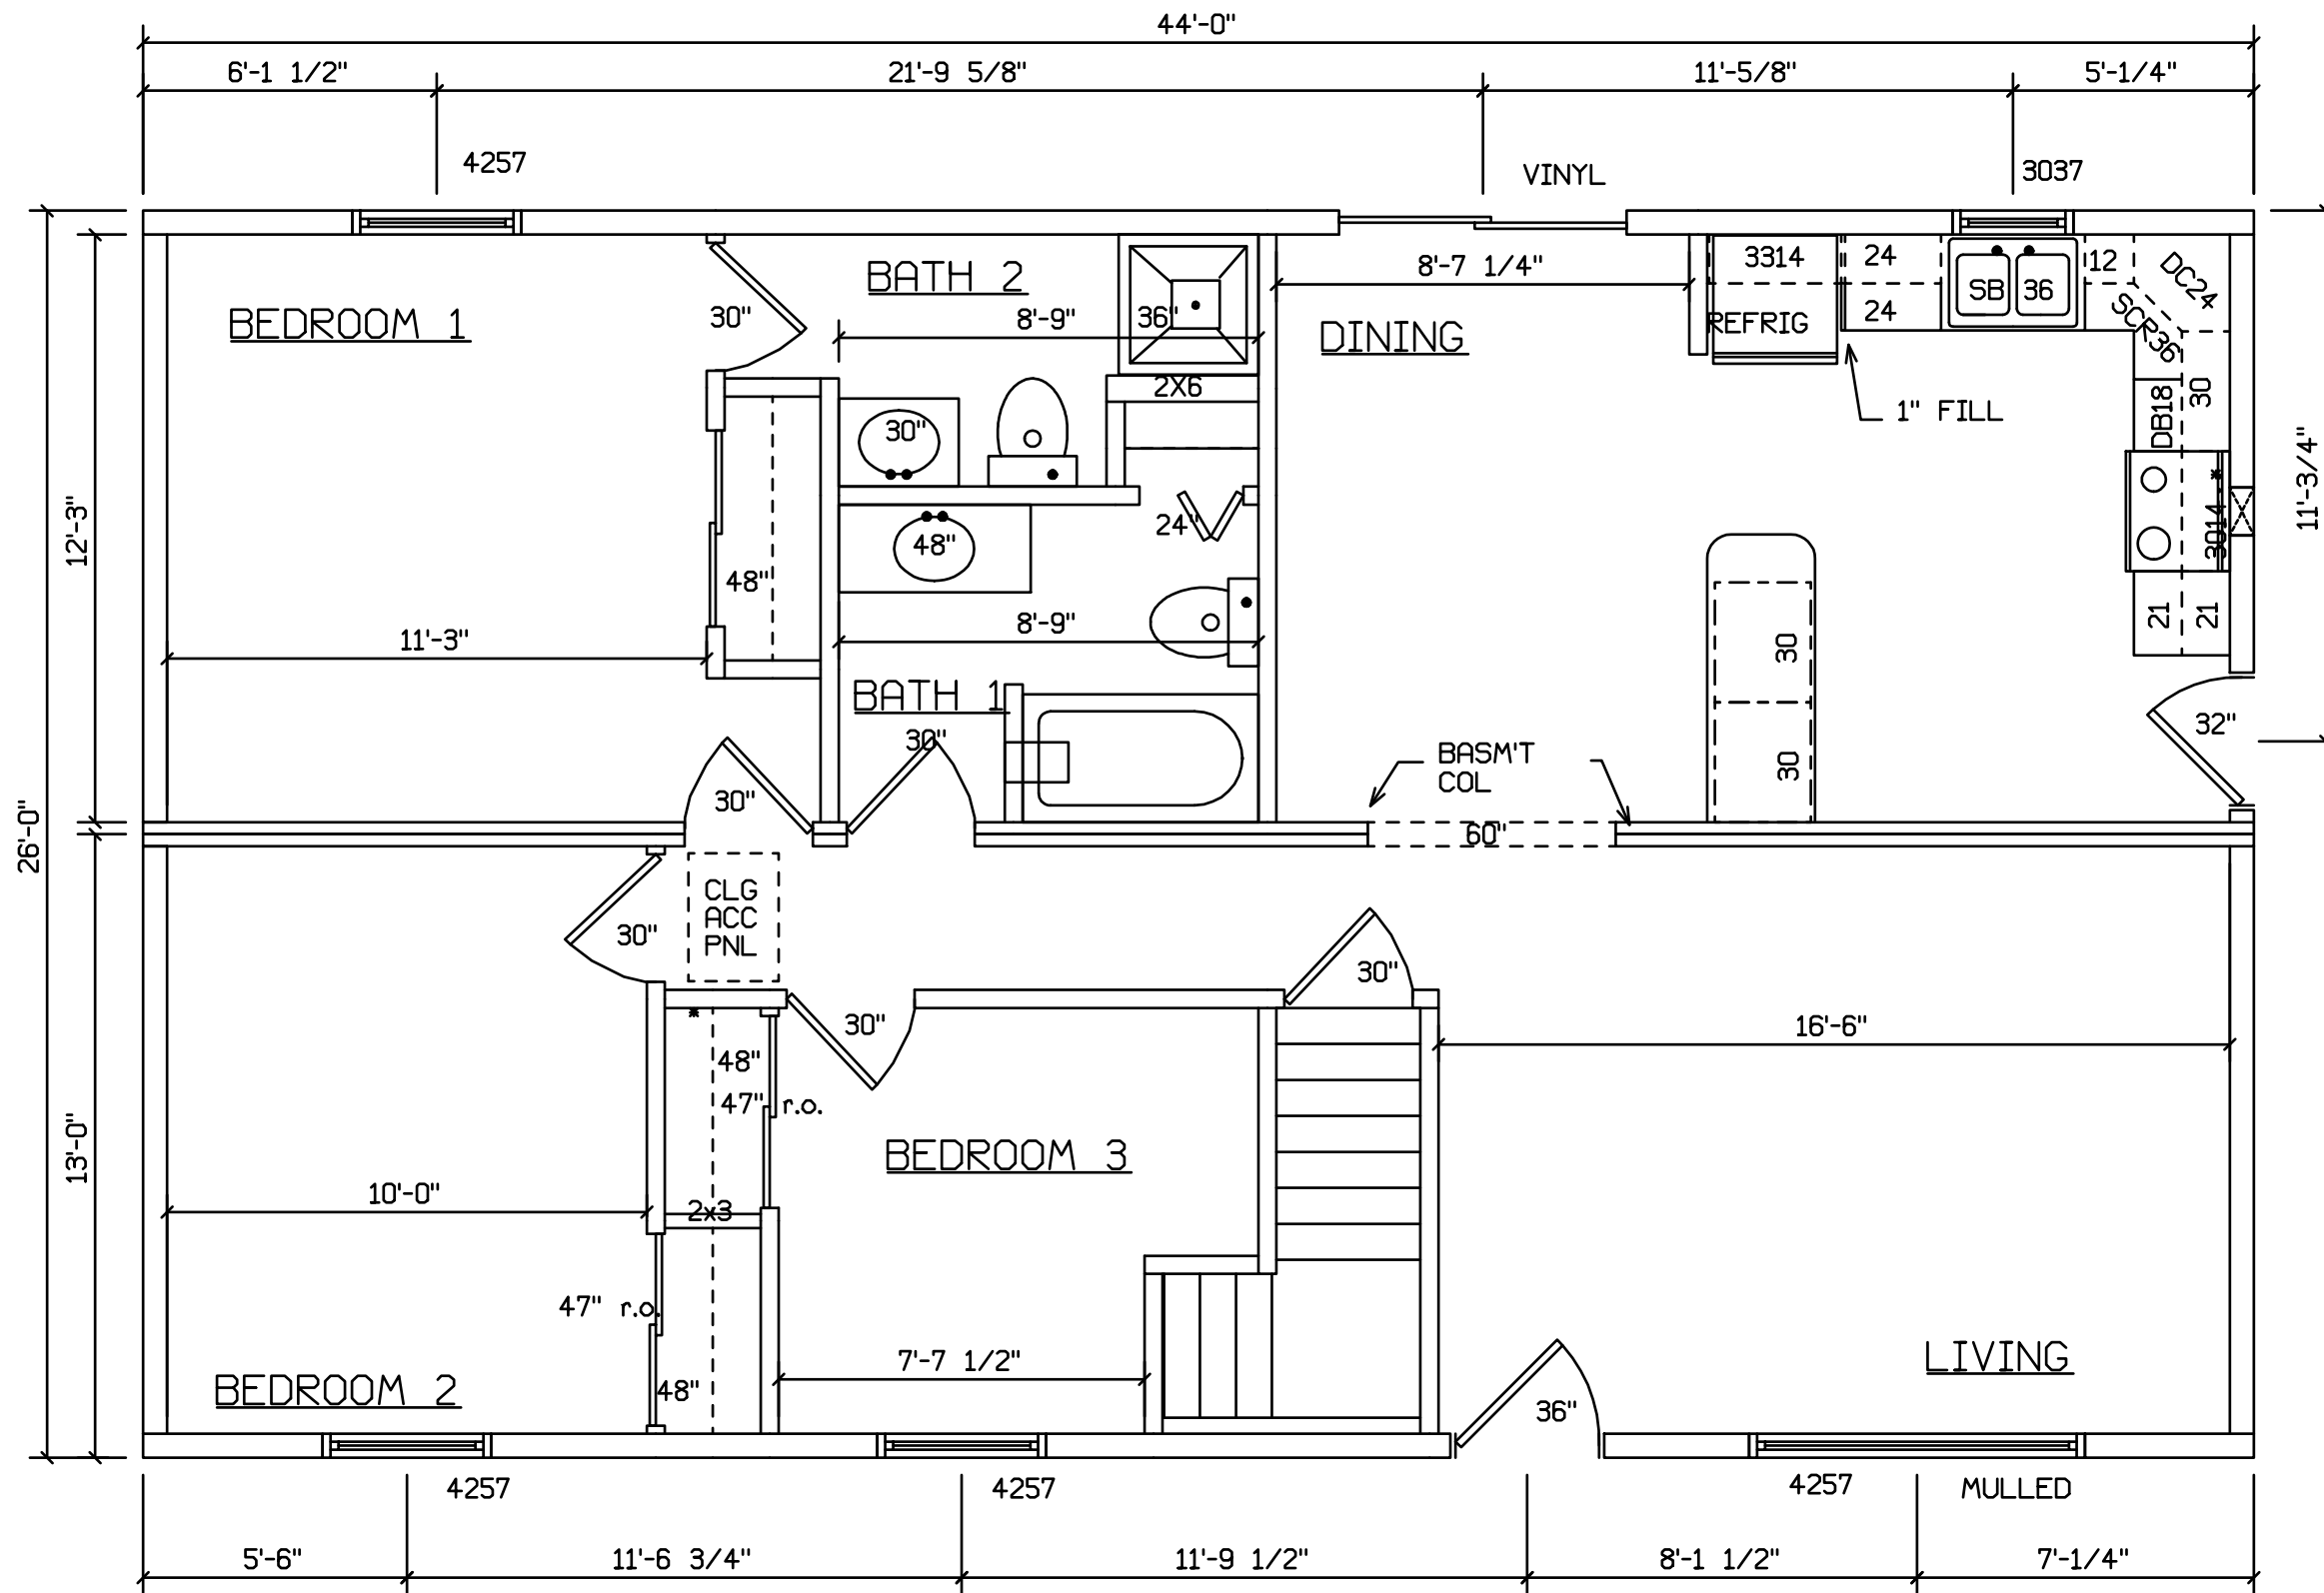 44'-0"
6'-1 1/2" 21'-9 5/8" 11'-5/8" 5'-1/4"
4257 VINYL 3037
BEDROOM 1
30"
BATH 2
8'-9" 36"
2X6
30"
DINING
8'-7 1/4"
3314
REFRIG
24
24
SB 36
12
DC24
SCR36
1" FILL
DB18
30
3014-*
21 21
12'-3"
11'-3/4"
26'-0"
11'-3"
48"
48"
24"
8'-9"
BATH 1
30"
30"
30
30
32"
BASM'T
COL
60"
CLG
ACC
PNL
30"
30"
30"
16'-6"
*
48"
47" r.o.
BEDROOM 3
13'-0"
10'-0"
2x3
47" r.o.
48"
7'-7 1/2"
BEDROOM 2
36"
LIVING
4257 4257 4257 MULLED
5'-6" 11'-6 3/4" 11'-9 1/2" 8'-1 1/2" 7'-1/4"